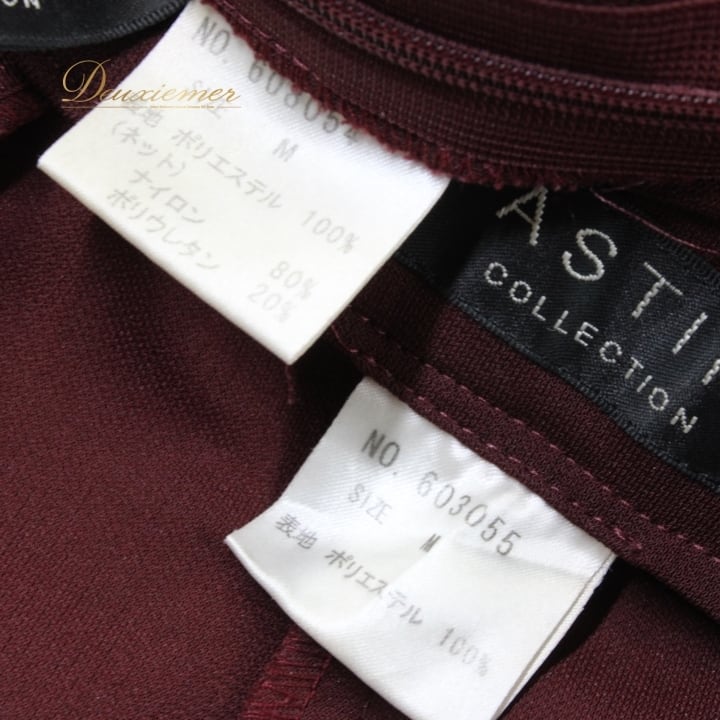 ON
Deuxiemer
NO. 603054
SIZE M
表地 ポリエステル 100%
(ネット)
ナイロン 80%
ポリウレタン 20%
ASTI
COLLECTION
NO. 603055
SIZE M
表地 ポリエステル 100%